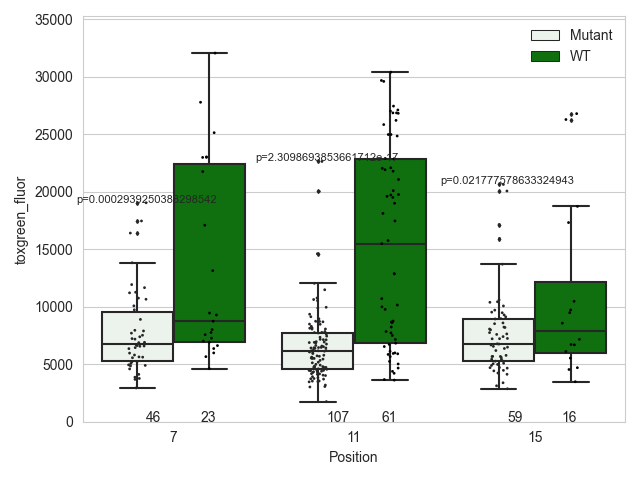 35000
Mutant
WT
30000
25000
p=2.3098693853661712e-17
p=0.021777578633324943
20000
p=0.0002939250383298542
toxgreen_fluor
15000
10000
5000
0
46
23
107
61
59
16
7
11
15
Position